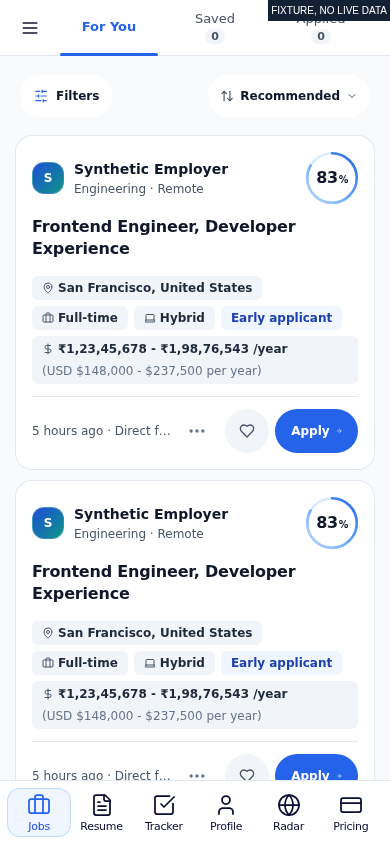 For You
Saved
0
Applied
0
FIXTURE, NO LIVE DATA
Filters
Recommended
S
Synthetic Employer
Engineering · Remote
83%
Frontend Engineer, Developer
Experience
San Francisco, United States
Full-time
Hybrid
Early applicant
₹1,23,45,678 - ₹1,98,76,543 /year
(USD $148,000 - $237,500 per year)
5 hours ago · Direct f...
Apply
S
Synthetic Employer
Engineering · Remote
83%
Frontend Engineer, Developer
Experience
San Francisco, United States
Full-time
Hybrid
Early applicant
₹1,23,45,678 - ₹1,98,76,543 /year
(USD $148,000 - $237,500 per year)
5 hours ago · Direct f...
Apply
Jobs
Resume
Tracker
Profile
Radar
Pricing